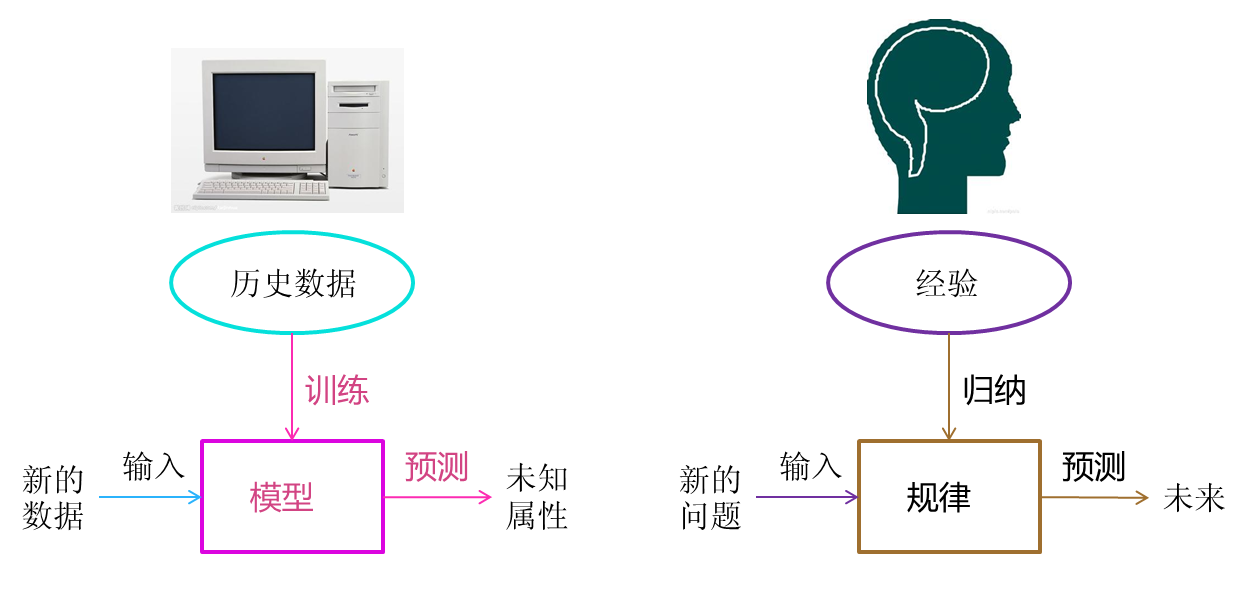 历史数据
训练
输入
新的
数据
模型
预测
未知
属性
经验
归纳
输入
新的
问题
规律
预测
未来